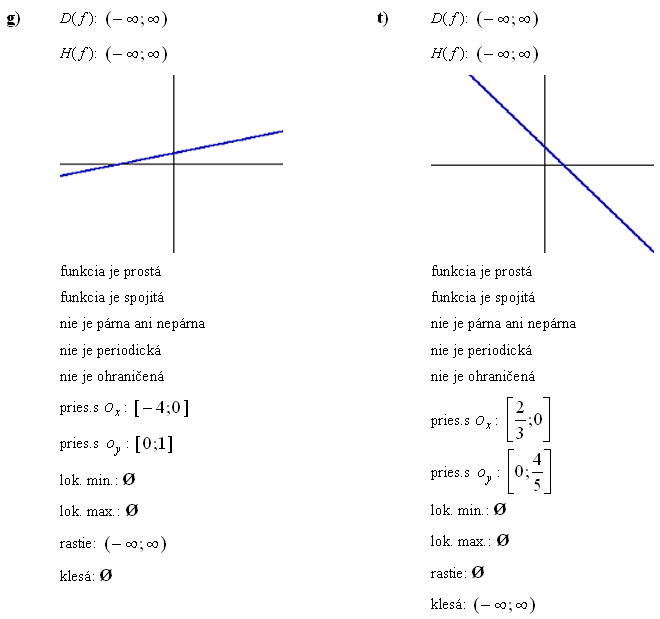 g)
D(f): (−∞;∞)
H(f): (−∞;∞)
funkcia je prostá
funkcia je spojitá
nie je párna ani nepárna
nie je periodická
nie je ohraničená
pries.s oₓ: [−4;0]
pries.s o_y: [0;1]
lok. min.: Ø
lok. max.: Ø
rastie: (−∞;∞)
klesá: Ø
t)
D(f): (−∞;∞)
H(f): (−∞;∞)
funkcia je prostá
funkcia je spojitá
nie je párna ani nepárna
nie je periodická
nie je ohraničená
pries.s oₓ: [2/3;0]
pries.s o_y: [0;4/5]
lok. min.: Ø
lok. max.: Ø
rastie: Ø
klesá: (−∞;∞)